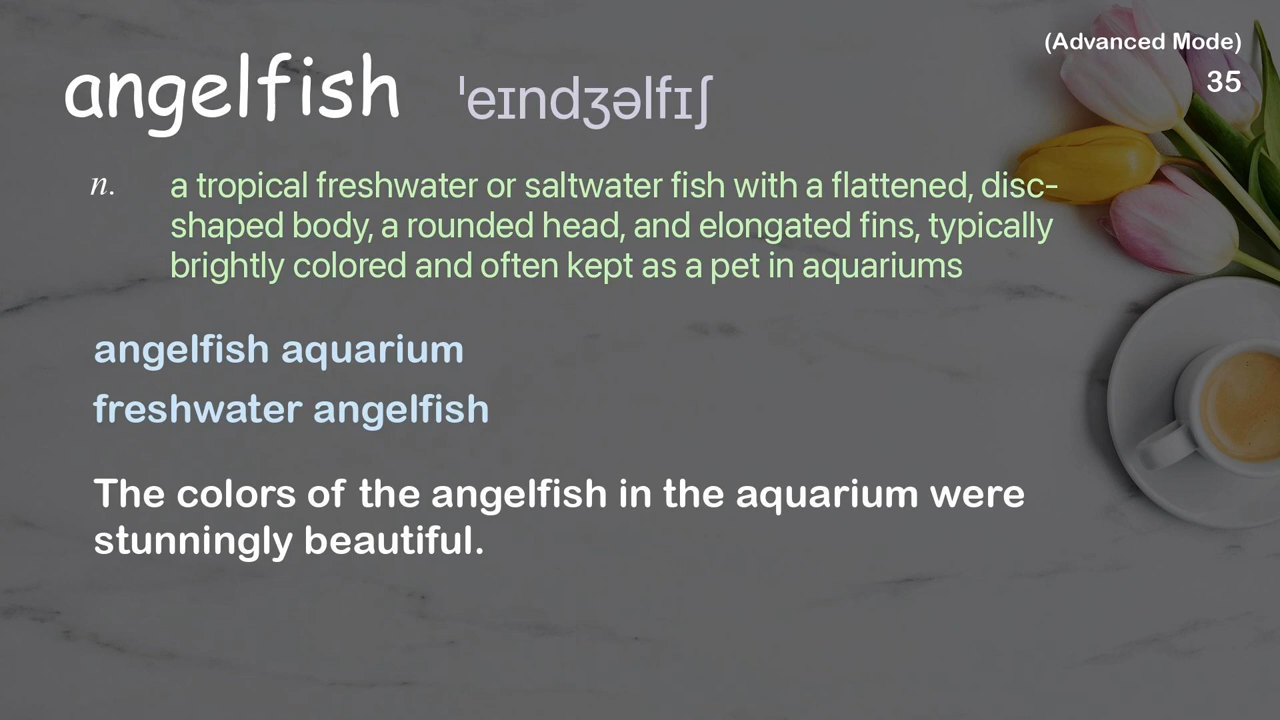 (Advanced Mode)
35
angelfish ˈeɪndʒəlfɪʃ
n. a tropical freshwater or saltwater fish with a flattened, disc-
shaped body, a rounded head, and elongated fins, typically
brightly colored and often kept as a pet in aquariums
angelfish aquarium
freshwater angelfish
The colors of the angelfish in the aquarium were
stunningly beautiful.